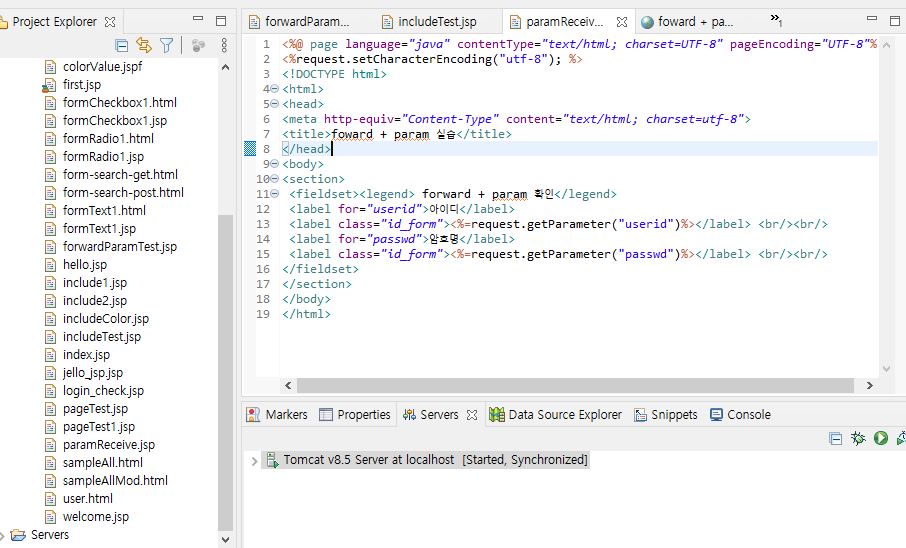 Project Explorer
colorValue.jspf
first.jsp
formCheckbox1.html
formCheckbox1.jsp
formRadio1.html
formRadio1.jsp
form-search-get.html
form-search-post.html
formText1.html
formText1.jsp
forwardParamTest.jsp
hello.jsp
include1.jsp
include2.jsp
includeColor.jsp
includeTest.jsp
index.jsp
jello_jsp.jsp
login_check.jsp
pageTest.jsp
pageTest1.jsp
paramReceive.jsp
sampleAll.html
sampleAllMod.html
user.html
welcome.jsp
Servers
forwardParam... includeTest.jsp paramReceiv... foward + pa... »1
1 <%@ page language="java" contentType="text/html; charset=UTF-8" pageEncoding="UTF-8"%
2 <%request.setCharacterEncoding("utf-8"); %>
3 <!DOCTYPE html>
4 <html>
5 <head>
6 <meta http-equiv="Content-Type" content="text/html; charset=utf-8">
7 <title>foward + param 실습</title>
8 </head>
9 <body>
10 <section>
11 <fieldset><legend> forward + param 확인</legend>
12 <label for="userid">아이디</label>
13 <label class="id_form"><%=request.getParameter("userid")%></label> <br/><br/>
14 <label for="passwd">암호명</label>
15 <label class="id_form"><%=request.getParameter("passwd")%></label> <br/><br/>
16 </fieldset>
17 </section>
18 </body>
19 </html>
Markers Properties Servers Data Source Explorer Snippets Console
Tomcat v8.5 Server at localhost [Started, Synchronized]